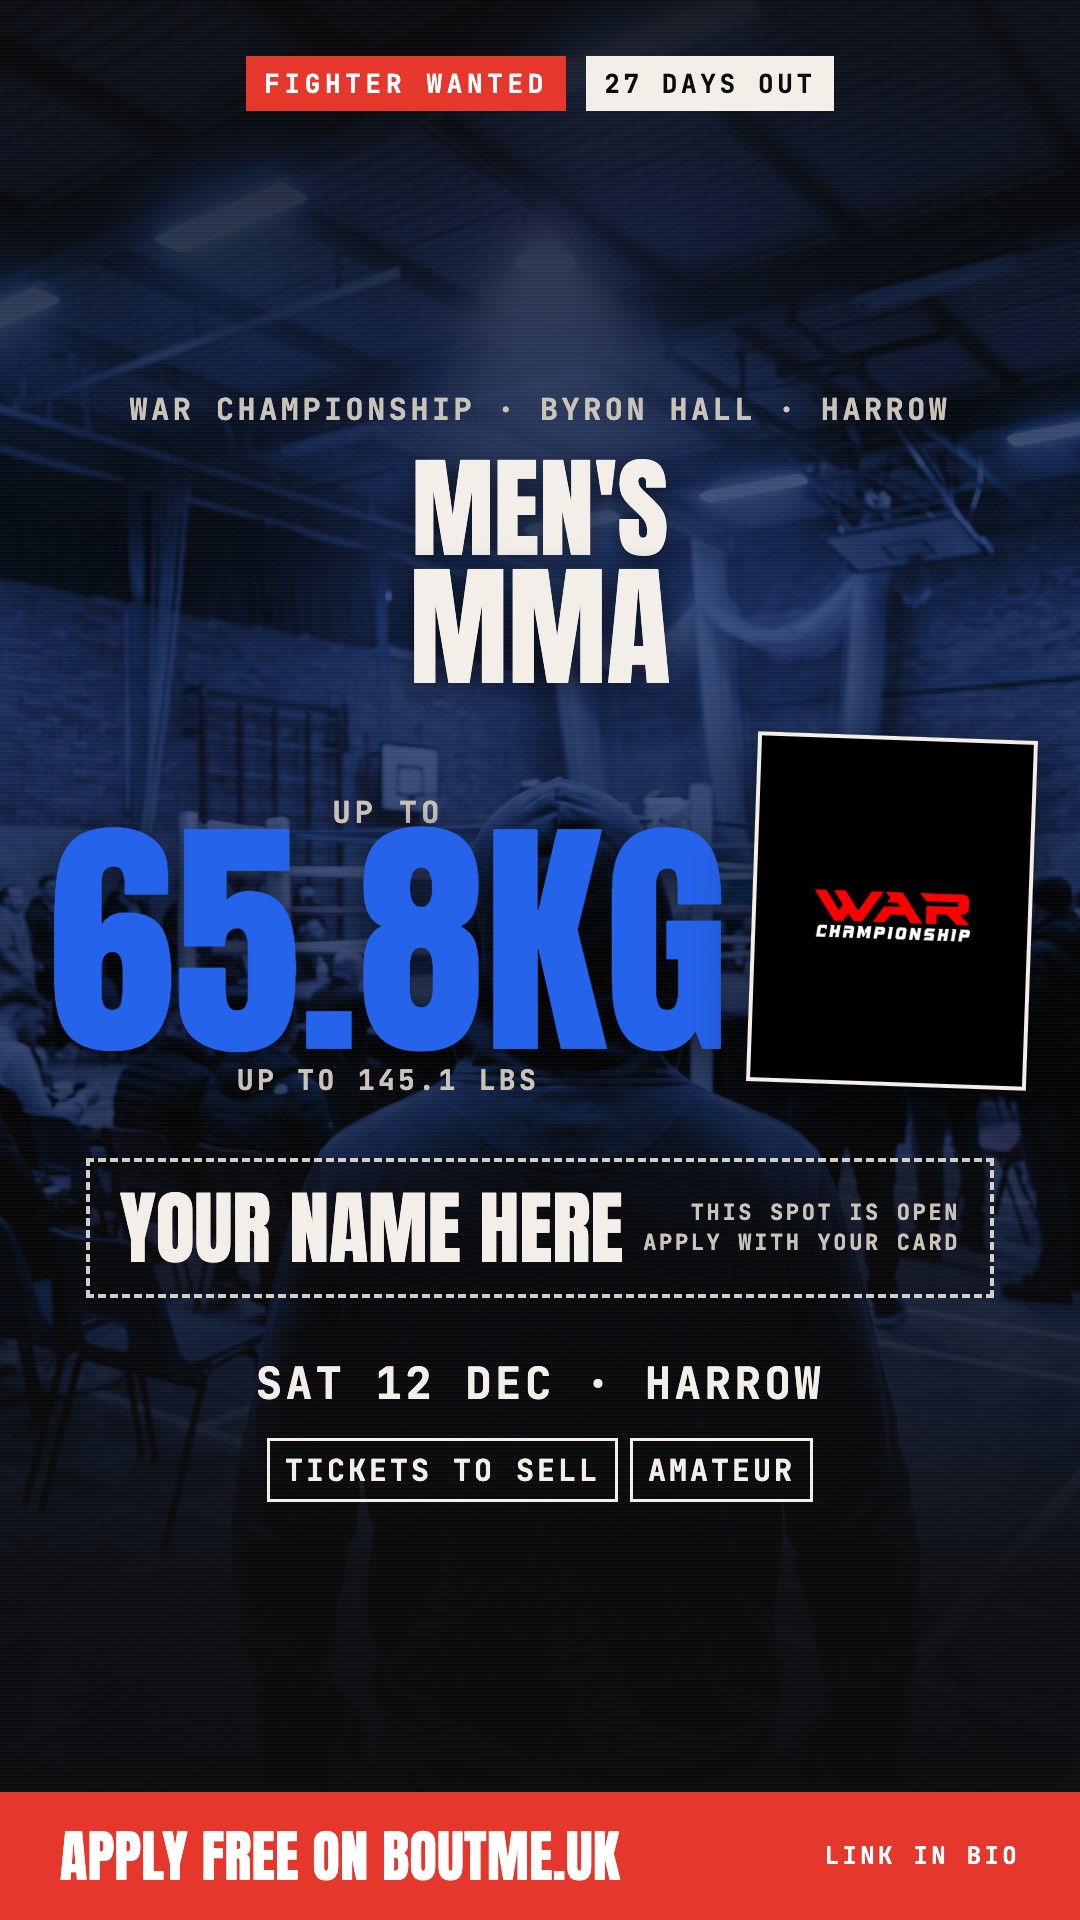 FIGHTER WANTED
27 DAYS OUT
WAR CHAMPIONSHIP · BYRON HALL · HARROW
MEN'S
MMA
UP TO
65.8KG
UP TO 145.1 LBS
WAR
CHAMPIONSHIP
YOUR NAME HERE
THIS SPOT IS OPEN
APPLY WITH YOUR CARD
SAT 12 DEC · HARROW
TICKETS TO SELL
AMATEUR
APPLY FREE ON BOUTME.UK
LINK IN BIO